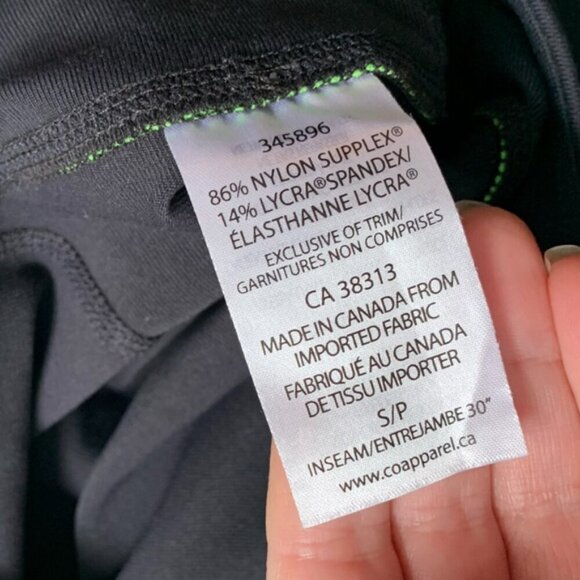 345896
86% NYLON SUPPLEX®
14% LYCRA®SPANDEX/
ÉLASTHANNE LYCRA®
EXCLUSIVE OF TRIM/
GARNITURES NON COMPRISES
CA 38313
MADE IN CANADA FROM
IMPORTED FABRIC
FABRIQUÉ AU CANADA
DE TISSU IMPORTER
S/P
INSEAM/ENTREJAMBE 30"
www.coapparel.ca